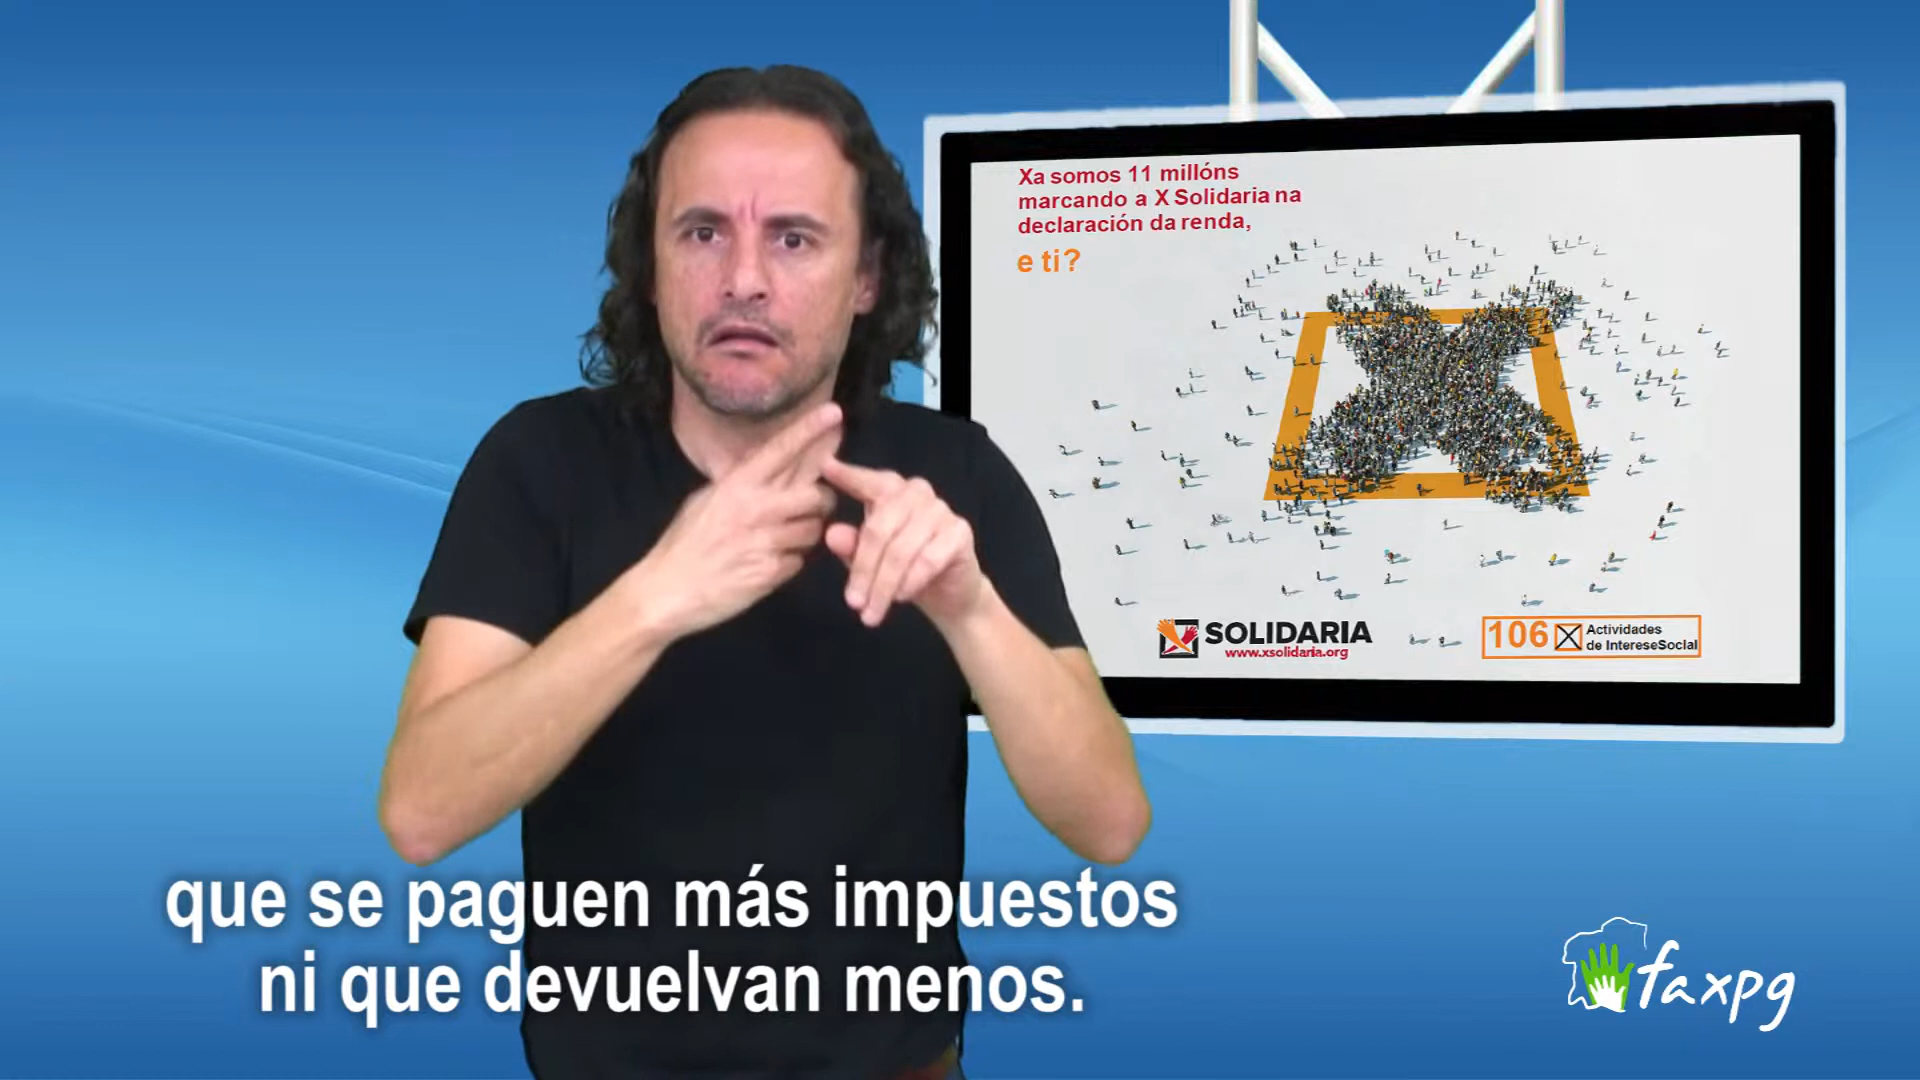 Xa somos 11 millóns
marcando a X Solidaria na
declaración da renda,
e ti?
SOLIDARIA
www.xsolidaria.org
106
Actividades
de IntereseSocial
que se paguen más impuestos
ni que devuelvan menos.
faxpg